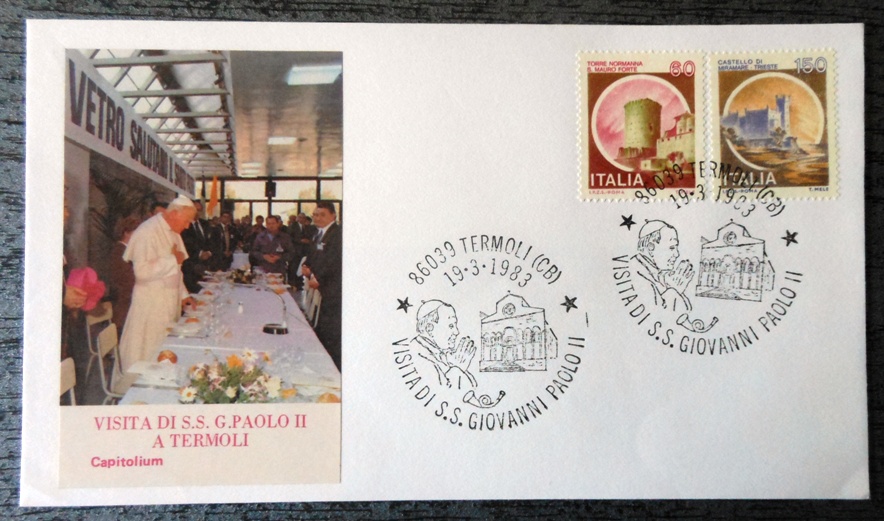 VETRO
VISITA DI S.S. G.PAOLO II
A TERMOLI
Capitolium
TORRE NORMANNA
S. MAURO FORTE
60
ITALIA
I.P.Z.S.-ROMA
CASTELLO DI
MIRAMARE - TRIESTE
150
ITALIA
T. MELE
86039 TERMOLI (CB)
19-3-1983
VISITA DI S.S. GIOVANNI PAOLO II
86039 TERMOLI (CB)
19-3-1983
VISITA DI S.S. GIOVANNI PAOLO II